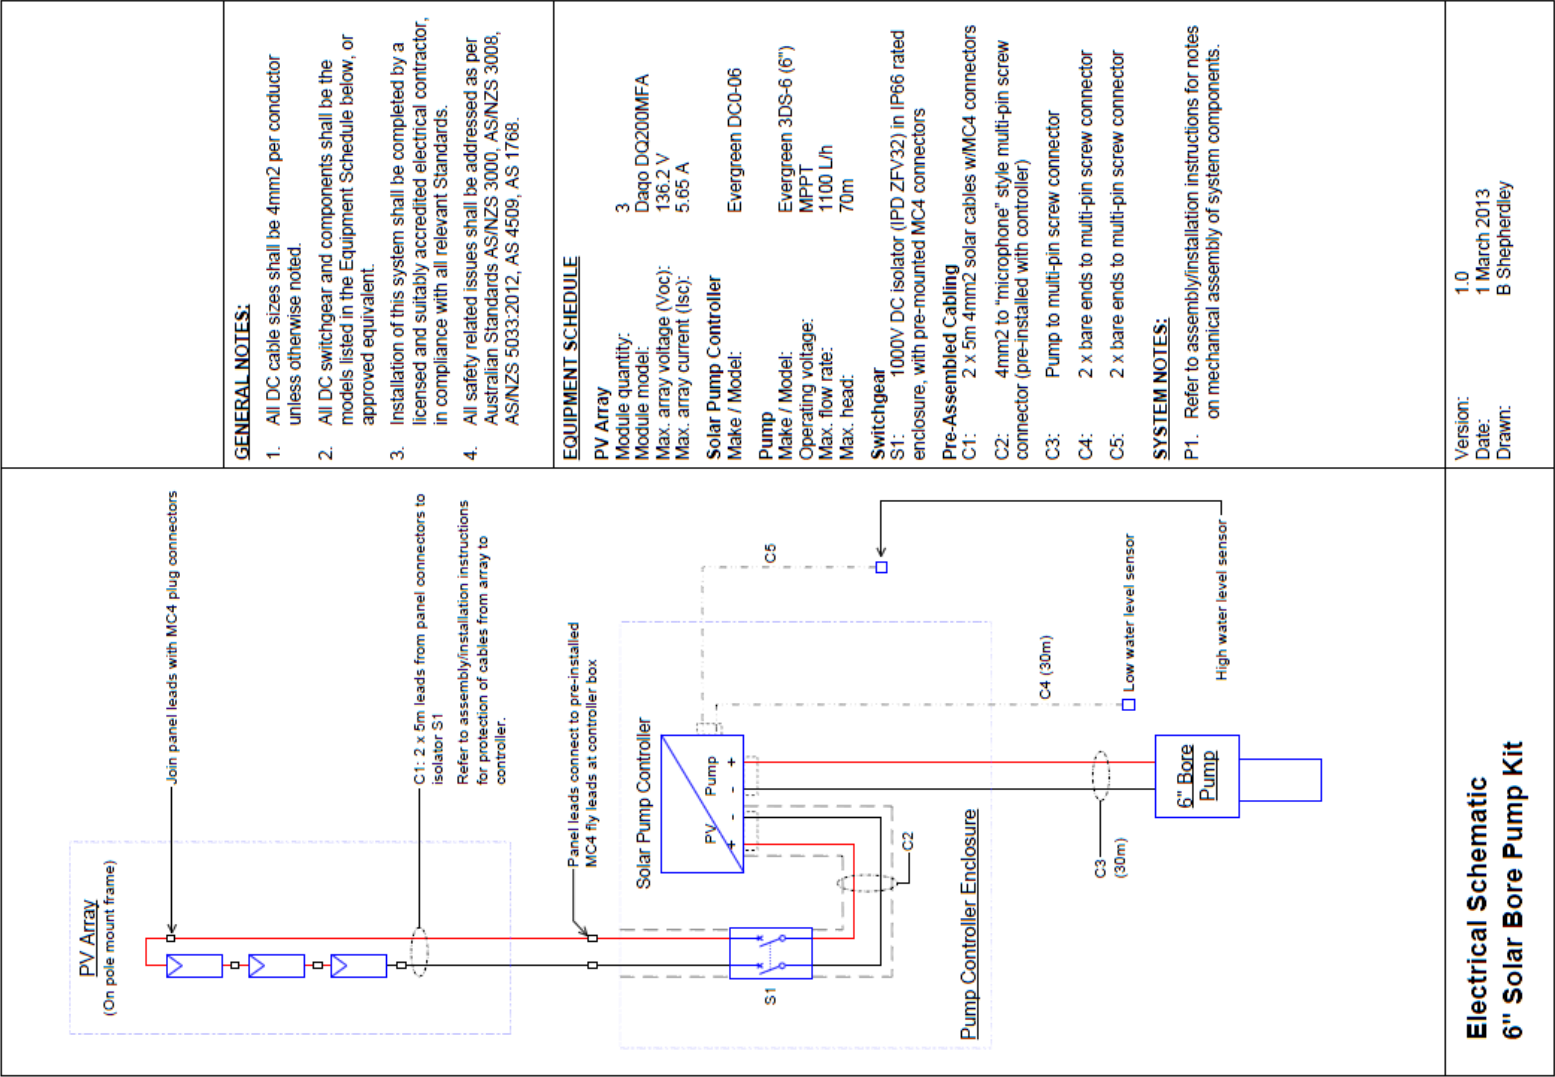 PV Array
(On pole mount frame)
Join panel leads with MC4 plug connectors
C1: 2 x 5m leads from panel connectors to
isolator S1
Refer to assembly/installation instructions
for protection of cables from array to
controller.
Panel leads connect to pre-installed
MC4 fly leads at controller box
Solar Pump Controller
PV
Pump
+
-
-
+
S1
C2
C5
Pump Controller Enclosure
C4 (30m)
C3
(30m)
Low water level sensor
High water level sensor
6" Bore
Pump
GENERAL NOTES:
1. All DC cable sizes shall be 4mm2 per conductor
unless otherwise noted.
2. All DC switchgear and components shall be the
models listed in the Equipment Schedule below, or
approved equivalent.
3. Installation of this system shall be completed by a
licensed and suitably accredited electrical contractor,
in compliance with all relevant Standards.
4. All safety related issues shall be addressed as per
Australian Standards AS/NZS 3000, AS/NZS 3008,
AS/NZS 5033:2012, AS 4509, AS 1768.
EQUIPMENT SCHEDULE
PV Array
Module quantity: 3
Module model: Daqo DQ200MFA
Max. array voltage (Voc): 136.2 V
Max. array current (Isc): 5.65 A
Solar Pump Controller
Make / Model: Evergreen DC0-06
Pump
Make / Model: Evergreen 3DS-6 (6")
Operating voltage: MPPT
Max. flow rate: 1100 L/h
Max. head: 70m
Switchgear
S1: 1000V DC isolator (IPD ZFV32) in IP66 rated
enclosure, with pre-mounted MC4 connectors
Pre-Assembled Cabling
C1: 2 x 5m 4mm2 solar cables w/MC4 connectors
C2: 4mm2 to "microphone" style multi-pin screw
connector (pre-installed with controller)
C3: Pump to multi-pin screw connector
C4: 2 x bare ends to multi-pin screw connector
C5: 2 x bare ends to multi-pin screw connector
SYSTEM NOTES:
P1. Refer to assembly/installation instructions for notes
on mechanical assembly of system components.
Electrical Schematic
6" Solar Bore Pump Kit
Version: 1.0
Date: 1 March 2013
Drawn: B Shepherdley